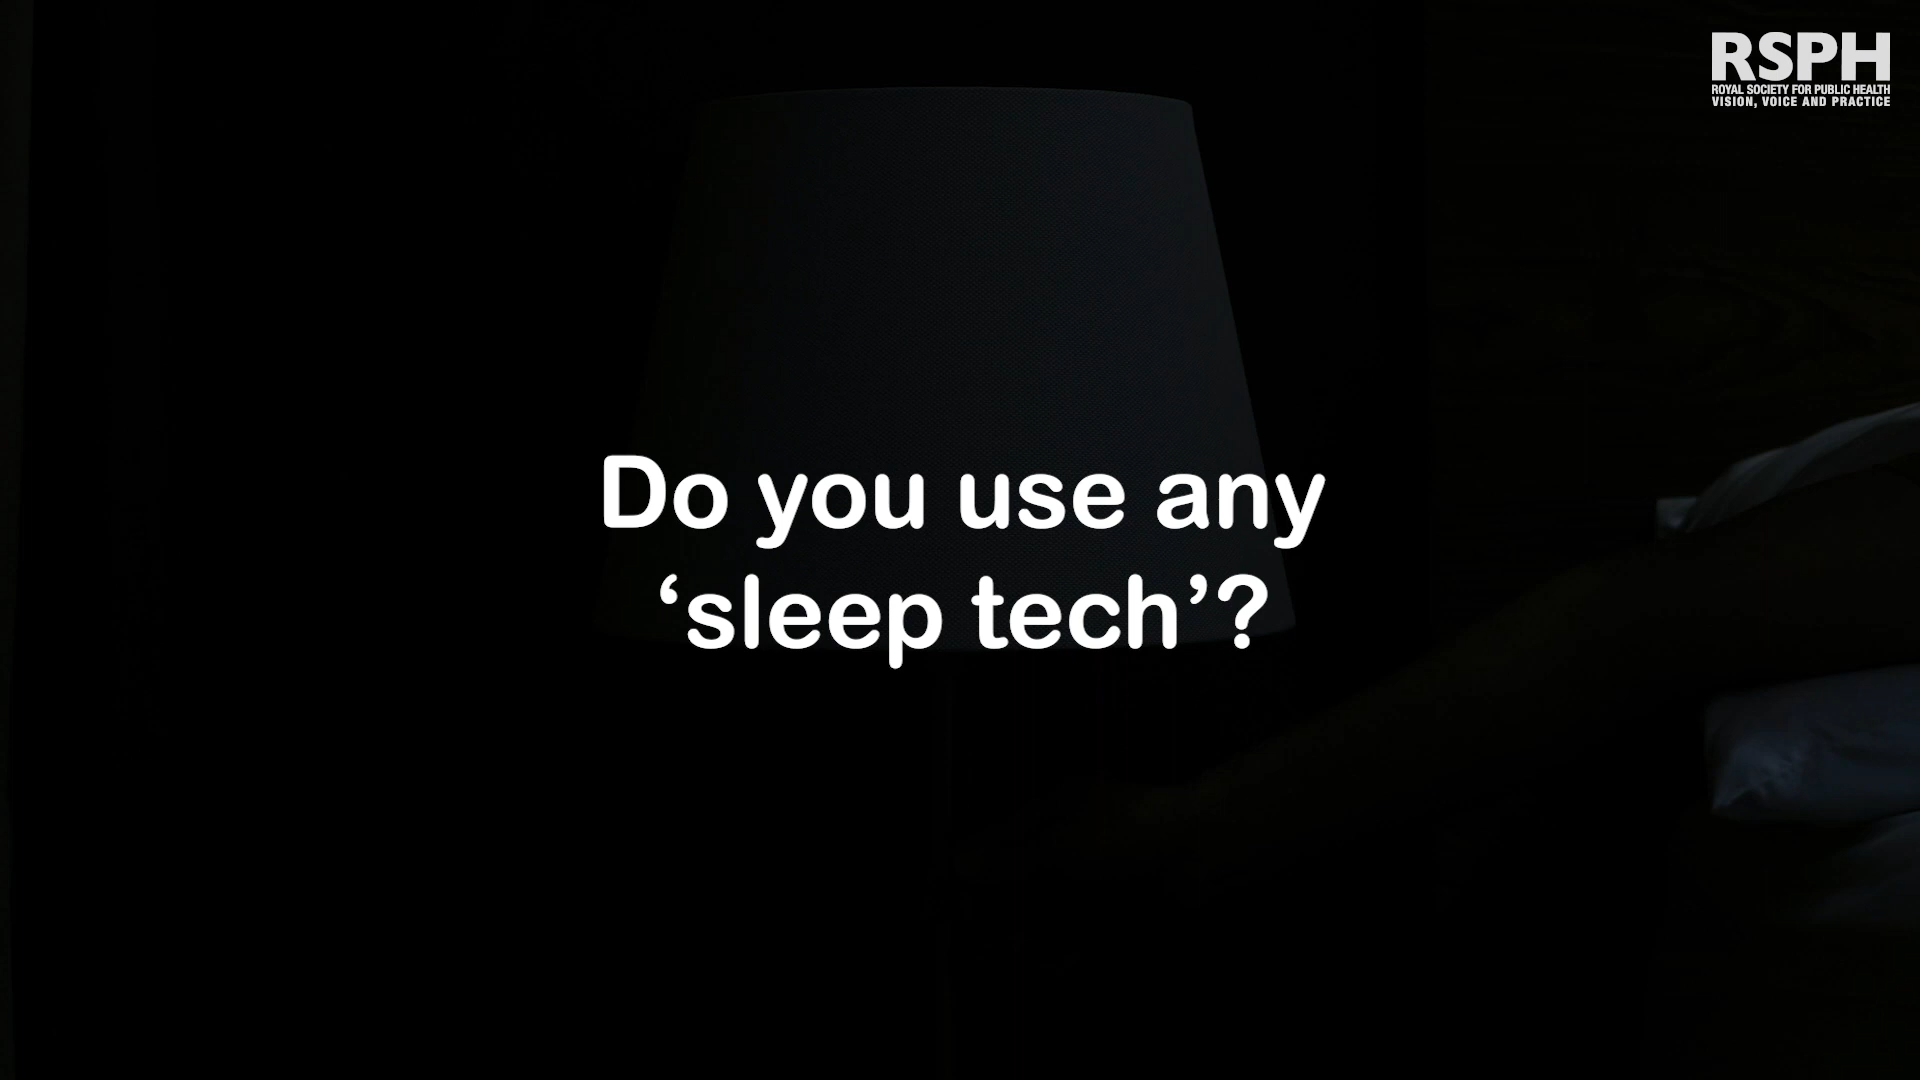 RSPH
ROYAL SOCIETY FOR PUBLIC HEALTH
VISION, VOICE AND PRACTICE
Do you use any
‘sleep tech’?